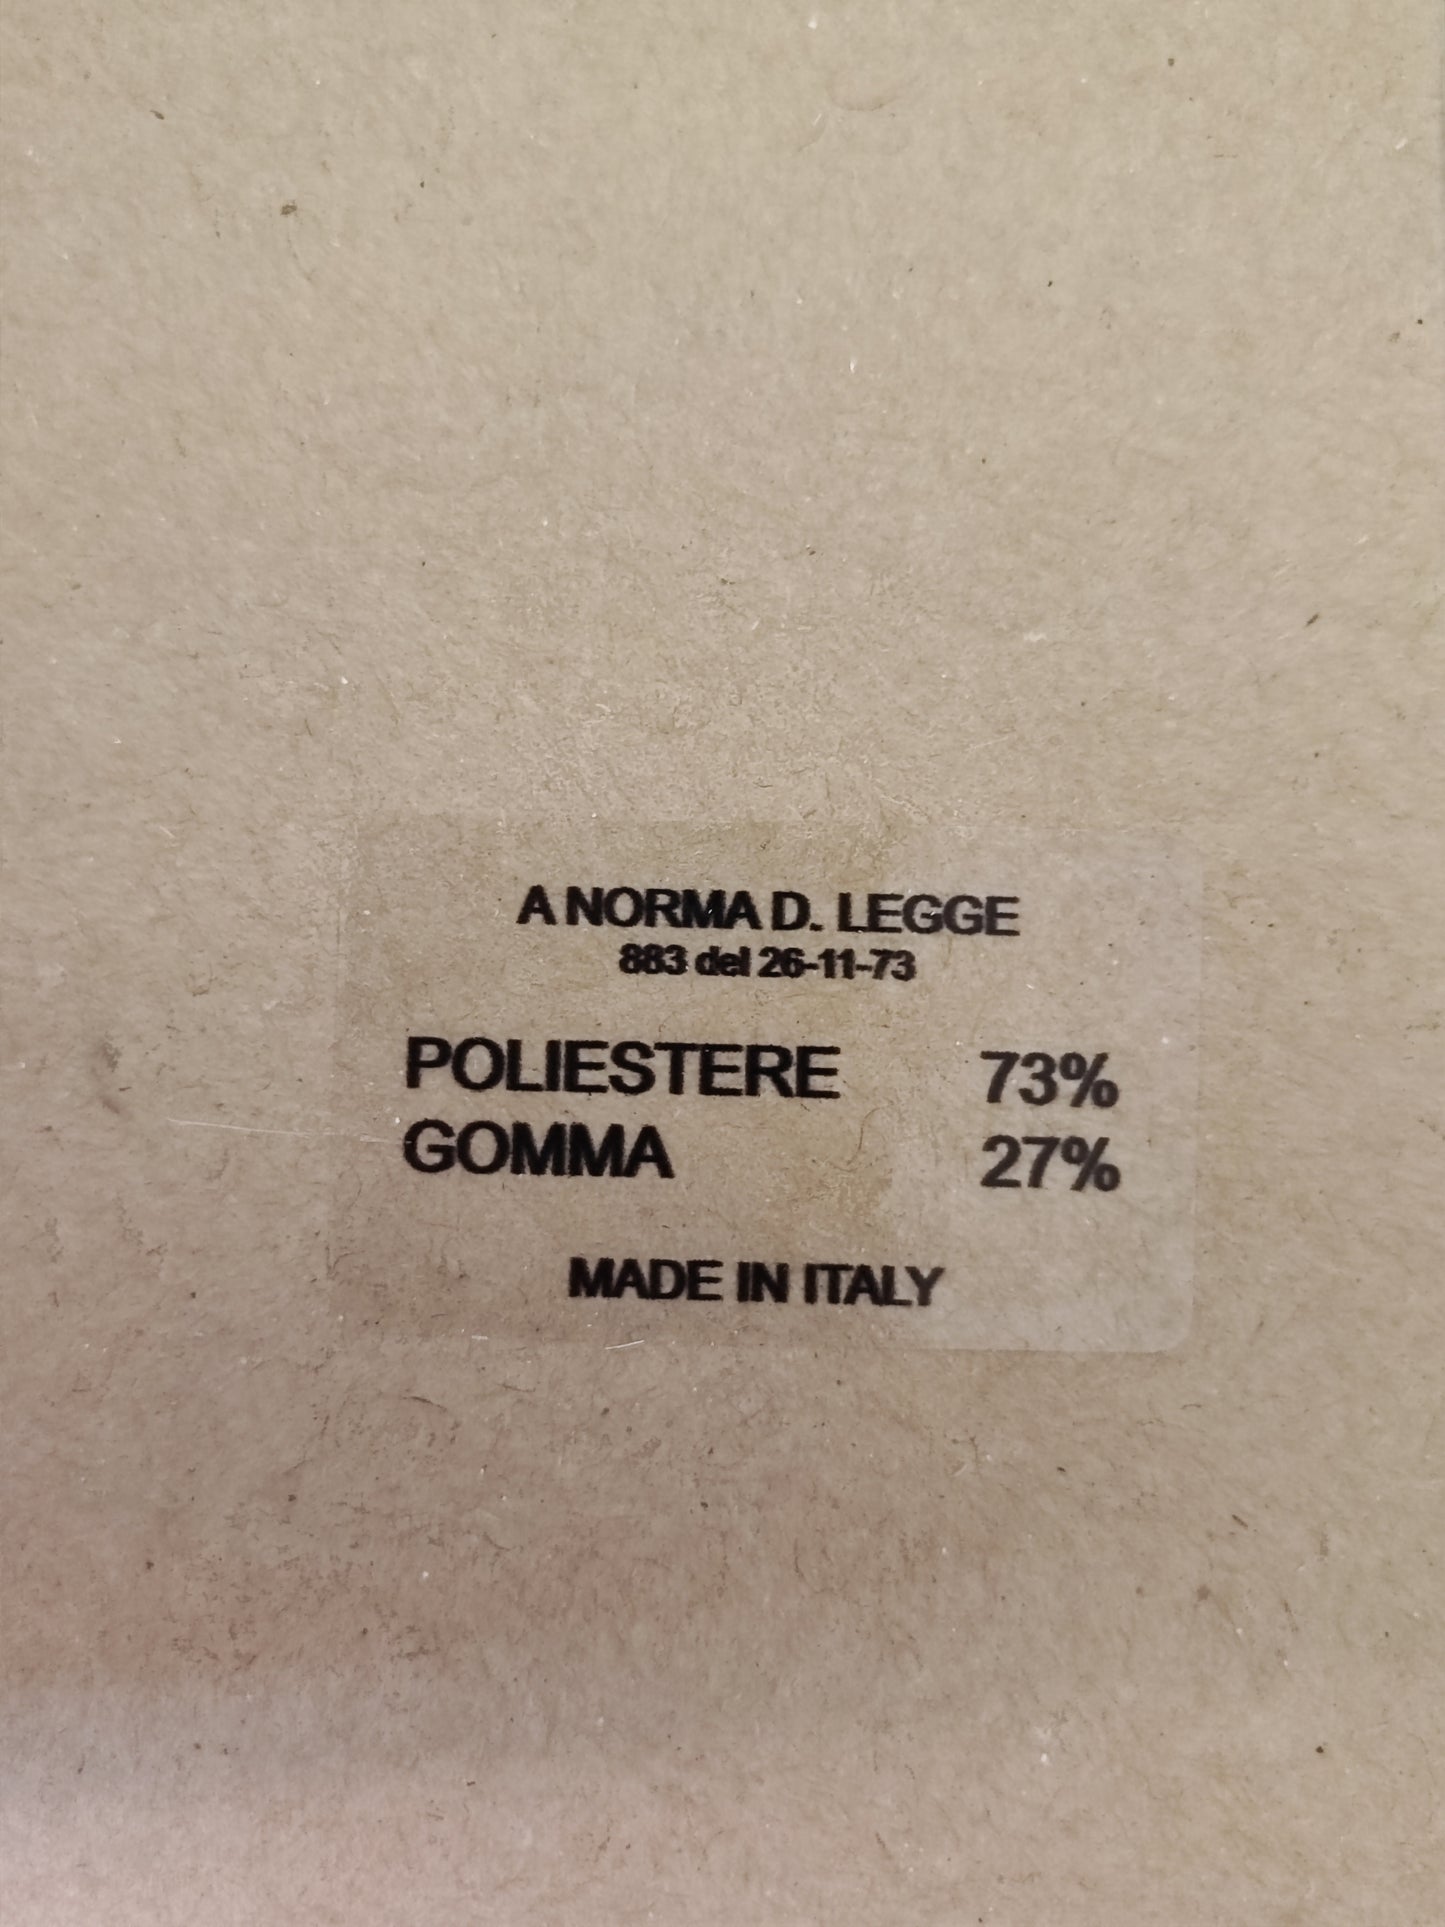 A NORMA D. LEGGE
883 del 26-11-73
POLIESTERE 73%
GOMMA 27%
MADE IN ITALY